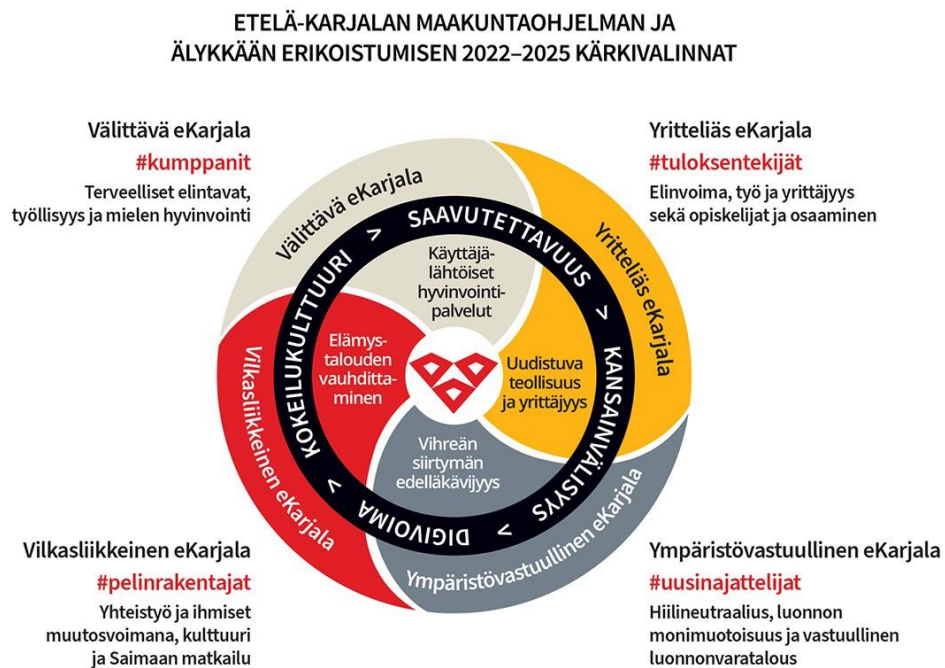 ETELÄ-KARJALAN MAAKUNTAOHJELMAN JA
ÄLYKKÄÄN ERIKOISTUMISEN 2022–2025 KÄRKIVALINNAT
Välittävä eKarjala
#kumppanit
Terveelliset elintavat,
työllisyys ja mielen hyvinvointi
Yritteliäs eKarjala
#tuloksentekijät
Elinvoima, työ ja yrittäjyys
sekä opiskelijat ja osaaminen
Välittävä eKarjala
Yritteliäs eKarjala
Ympäristövastuullinen eKarjala
Vilkasliikkeinen eKarjala
KOKEILUKULTTUURI > SAAVUTETTAVUUS > KANSAINVÄLISYYS > DIGIVOIMA >
Käyttäjä-
lähtöiset
hyvinvointi-
palvelut
Elämys-
talouden
vauhditta-
minen
Uudistuva
teollisuus
ja yrittäjyys
Vihreän
siirtymän
edelläkävijyys
Vilkasliikkeinen eKarjala
#pelinrakentajat
Yhteistyö ja ihmiset
muutosvoimana, kulttuuri
ja Saimaan matkailu
Ympäristövastuullinen eKarjala
#uusinajattelijat
Hiilineutraalius, luonnon
monimuotoisuus ja vastuullinen
luonnonvaratalous